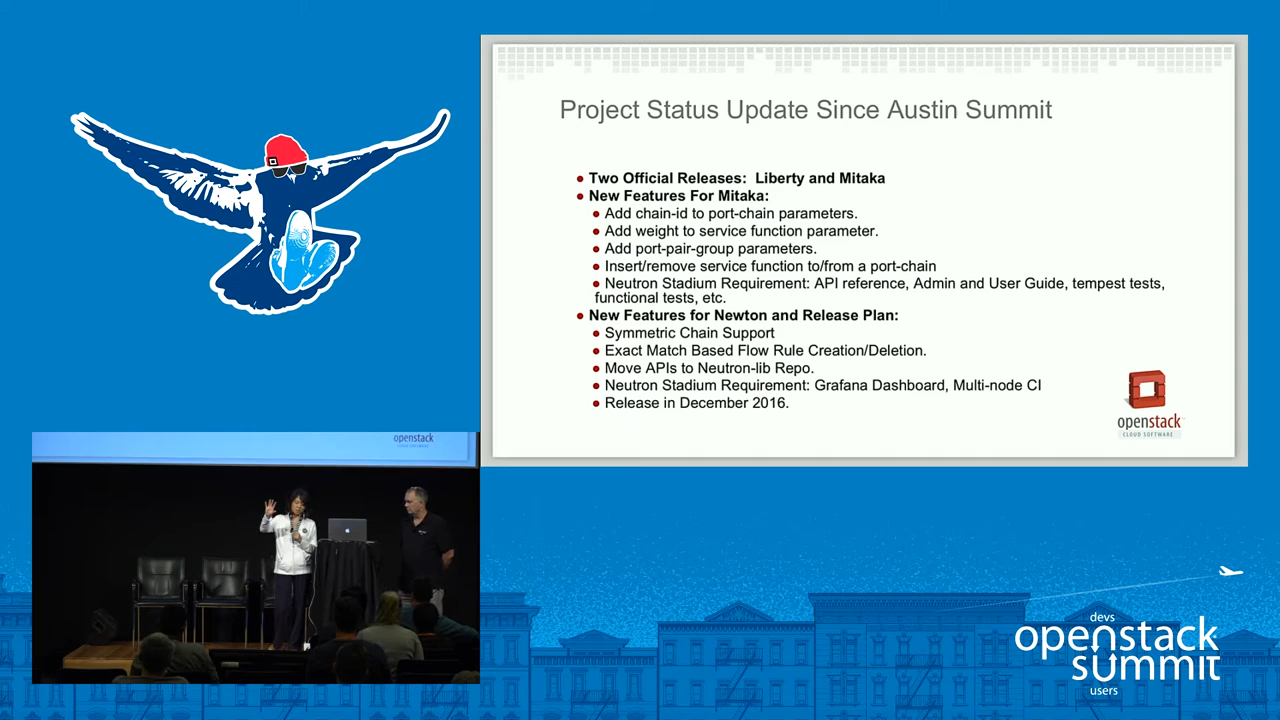 Project Status Update Since Austin Summit
● Two Official Releases:  Liberty and Mitaka
● New Features For Mitaka:
● Add chain-id to port-chain parameters.
● Add weight to service function parameter.
● Add port-pair-group parameters.
● Insert/remove service function to/from a port-chain
● Neutron Stadium Requirement: API reference, Admin and User Guide, tempest tests,
functional tests, etc.
● New Features for Newton and Release Plan:
● Symmetric Chain Support
● Exact Match Based Flow Rule Creation/Deletion.
● Move APIs to Neutron-lib Repo.
● Neutron Stadium Requirement: Grafana Dashboard, Multi-node CI
● Release in December 2016.
openstack
CLOUD SOFTWARE
openstack
CLOUD SOFTWARE
devs
openstack
summit
users